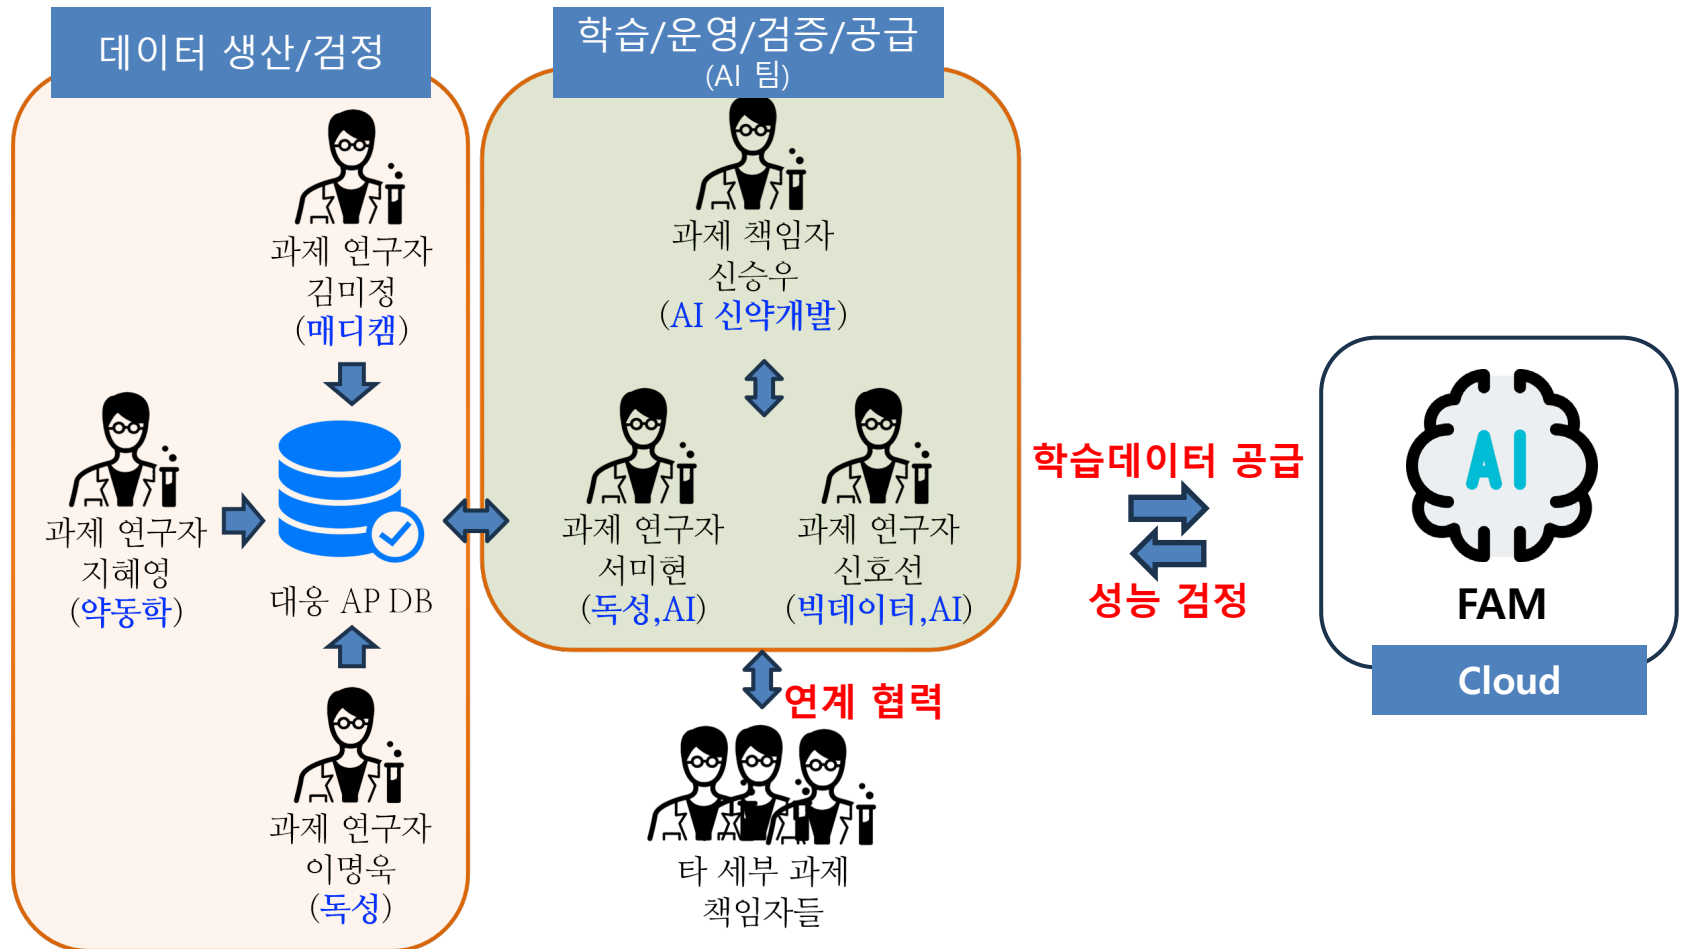 데이터 생산/검정
과제 연구자
김미정
(매디캠)
과제 연구자
지혜영
(약동학)
대웅 AP DB
과제 연구자
이명욱
(독성)
학습/운영/검증/공급
(AI 팀)
과제 책임자
신승우
(AI 신약개발)
과제 연구자
서미현
(독성,AI)
과제 연구자
신호선
(빅데이터,AI)
연계 협력
타 세부 과제
책임자들
학습데이터 공급
성능 검정
AI
FAM
Cloud